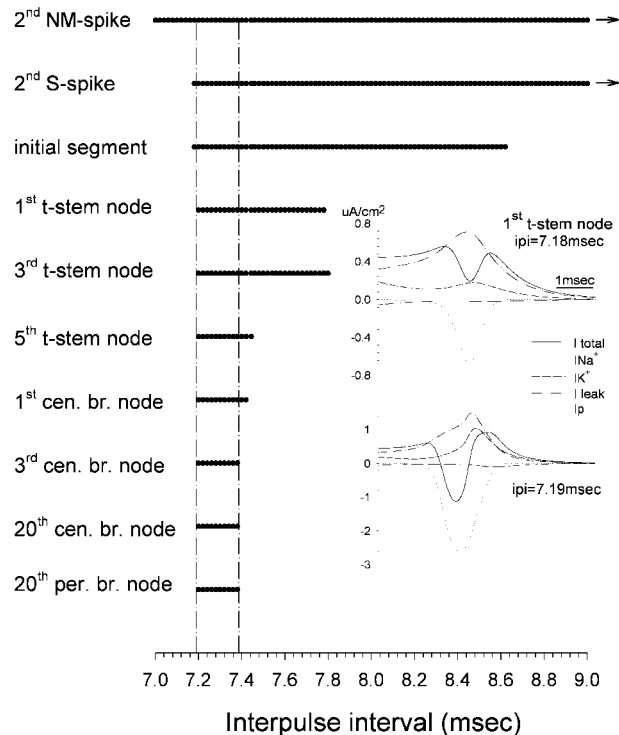 2nd NM-spike
2nd S-spike
initial segment
1st t-stem node
3rd t-stem node
5th t-stem node
1st cen. br. node
3rd cen. br. node
20th cen. br. node
20th per. br. node
uA/cm²
0.8
0.4
0.0
-0.4
-0.8
1st t-stem node
ipi=7.18msec
1msec
I total
INa+
IK+
I leak
Ip
1
0
-1
-2
-3
ipi=7.19msec
7.0 7.2 7.4 7.6 7.8 8.0 8.2 8.4 8.6 8.8 9.0
Interpulse interval (msec)